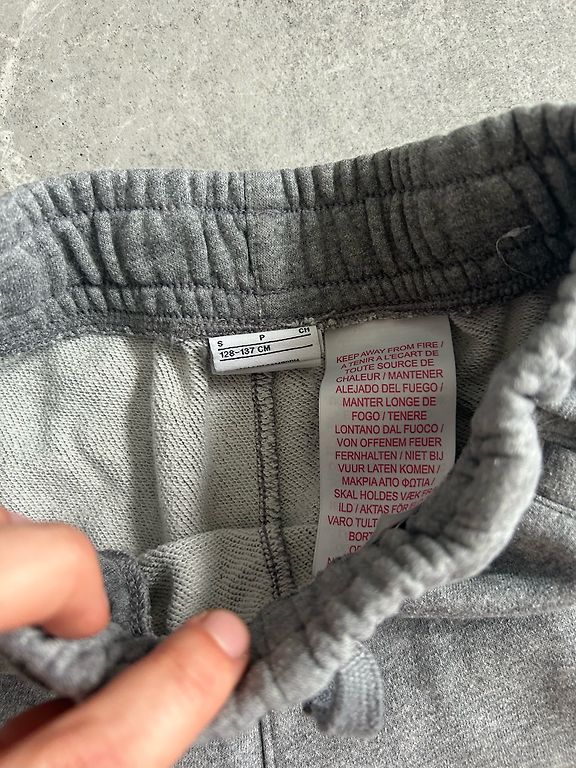 S P CH
128-137 CM
KEEP AWAY FROM FIRE /
A TENIR A L'ECART DE
TOUTE SOURCE DE
CHALEUR / MANTENER
ALEJADO DEL FUEGO /
MANTER LONGE DE
FOGO / TENERE
LONTANO DAL FUOCO /
VON OFFENEM FEUER
FERNHALTEN / NIET BIJ
VUUR LATEN KOMEN /
ΜΑΚΡΙΑ ΑΠΟ ΦΩΤΙΑ /
SKAL HOLDES VÆK FR
ILD / AKTAS FÖR
VARO TULT
BORT